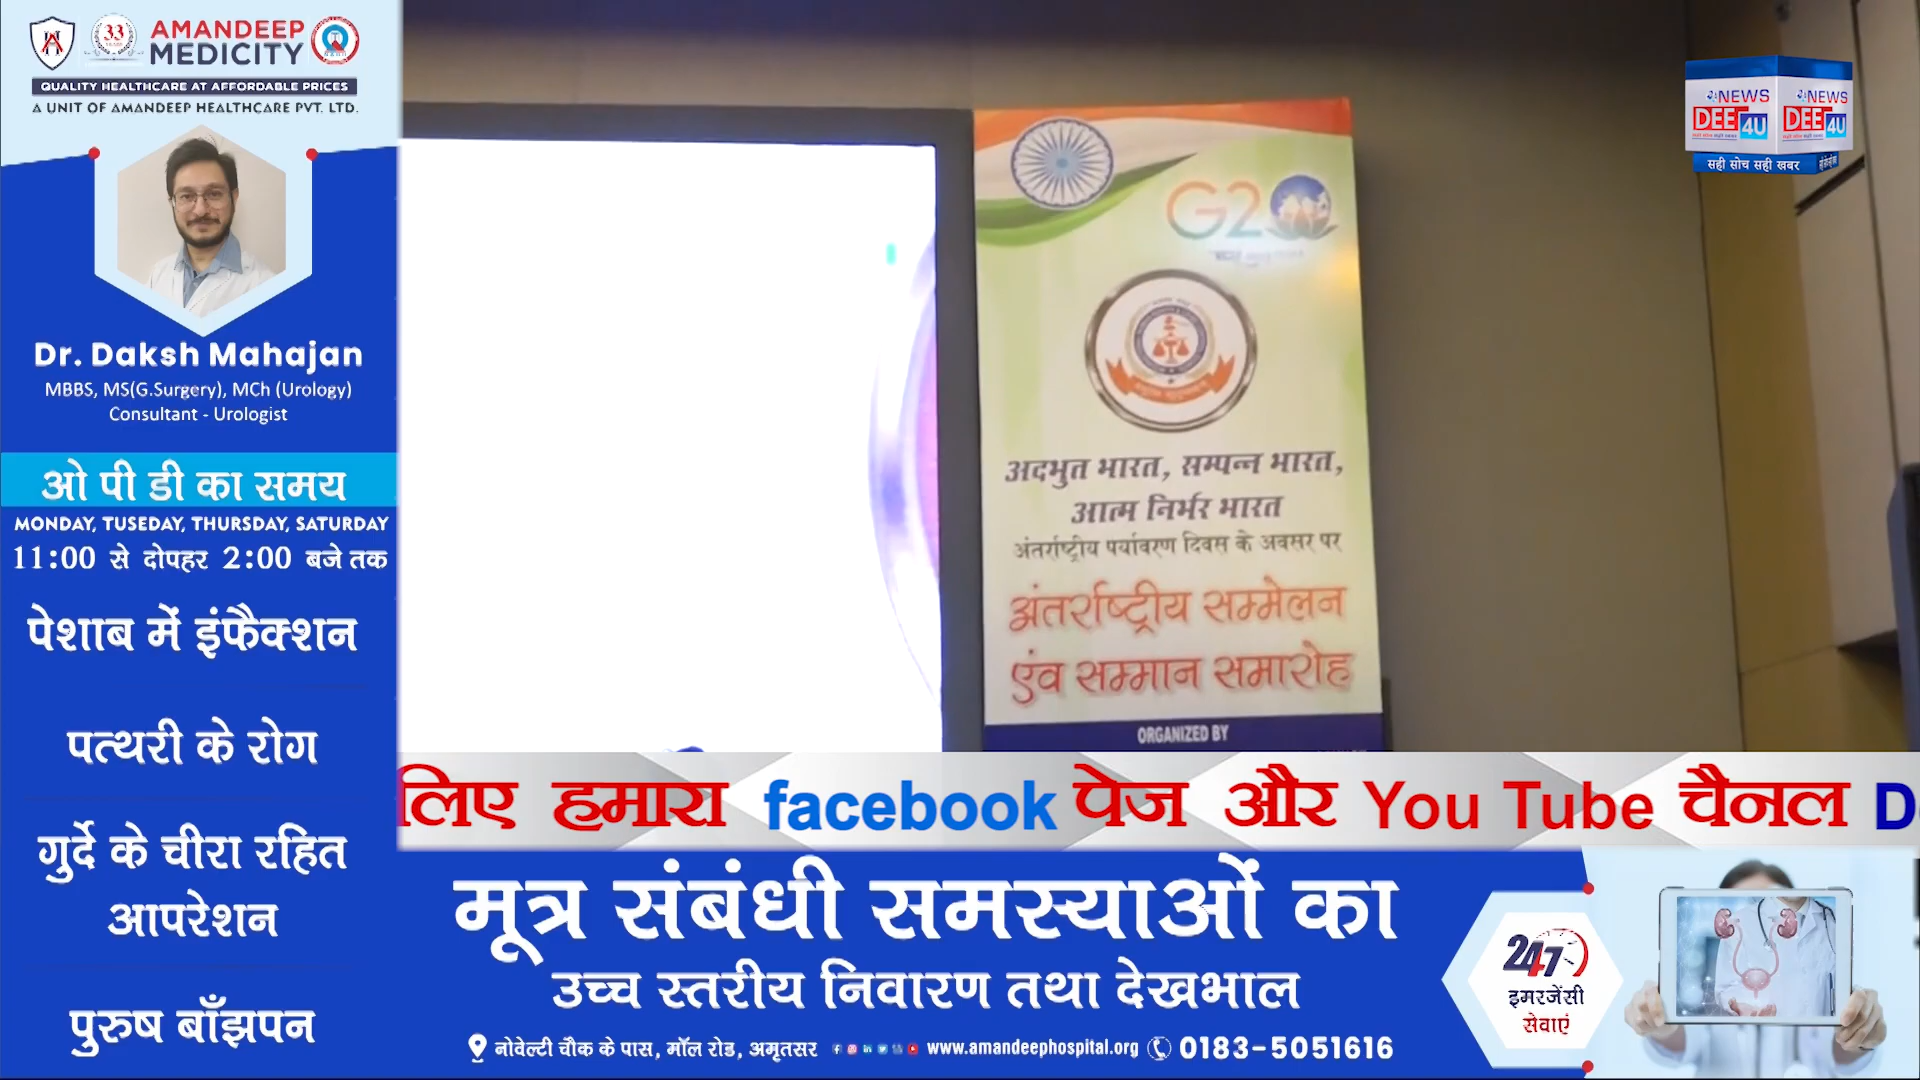 33
AMANDEEP
MEDICITY
QUALITY HEALTHCARE AT AFFORDABLE PRICES
A UNIT OF AMANDEEP HEALTHCARE PVT. LTD.
Dr. Daksh Mahajan
MBBS, MS(G.Surgery), MCh (Urology)
Consultant - Urologist
ओ पी डी का समय
MONDAY, TUSEDAY, THURSDAY, SATURDAY
11:00 से दोपहर 2:00 बजे तक
पेशाब में इंफैक्शन
पत्थरी के रोग
गुर्दे के चीरा रहित
आपरेशन
पुरुष बाँझपन
G20
अदभुत भारत, सम्पन्न भारत,
आत्म निर्भर भारत
अंतर्राष्ट्रीय पर्यावरण दिवस के अवसर पर
अंतर्राष्ट्रीय सम्मेलन
एंव सम्मान समारोह
ORGANIZED BY
NEWS
DEE 4U
सही सोच सही खबर
NEWS
DEE 4U
लिए हमारा facebook पेज और You Tube चैनल D
मूत्र संबंधी समस्याओं का
उच्च स्तरीय निवारण तथा देखभाल
नोवेल्टी चौक के पास, मॉल रोड, अमृतसर www.amandeephospital.org 0183-5051616
24x7
इमरजेंसी
सेवाएं